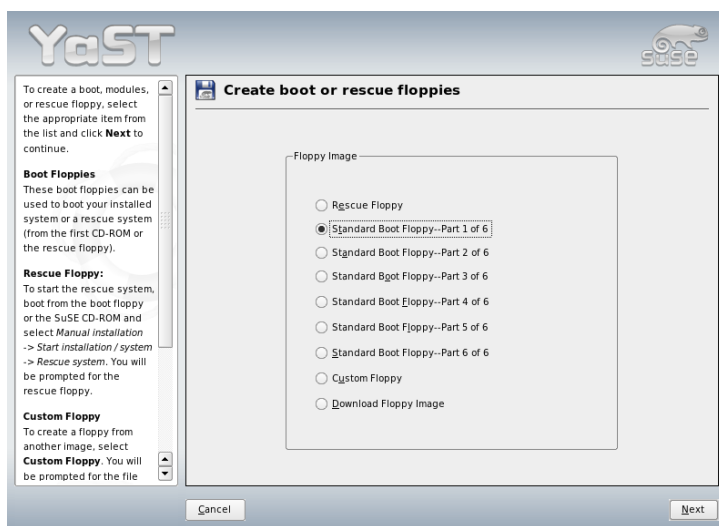 YaST
SUSE
To create a boot, modules,
or rescue floppy, select
the appropriate item from
the list and click Next to
continue.
Boot Floppies
These boot floppies can be
used to boot your installed
system or a rescue system
(from the first CD-ROM or
the rescue floppy).
Rescue Floppy:
To start the rescue system,
boot from the boot floppy
or the SuSE CD-ROM and
select Manual installation
-> Start installation / system
-> Rescue system. You will
be prompted for the
rescue floppy.
Custom Floppy
To create a floppy from
another image, select
Custom Floppy. You will
be prompted for the file
Create boot or rescue floppies
Floppy Image
Rescue Floppy
Standard Boot Floppy--Part 1 of 6
Standard Boot Floppy--Part 2 of 6
Standard Boot Floppy--Part 3 of 6
Standard Boot Floppy--Part 4 of 6
Standard Boot Floppy--Part 5 of 6
Standard Boot Floppy--Part 6 of 6
Custom Floppy
Download Floppy Image
Cancel
Next